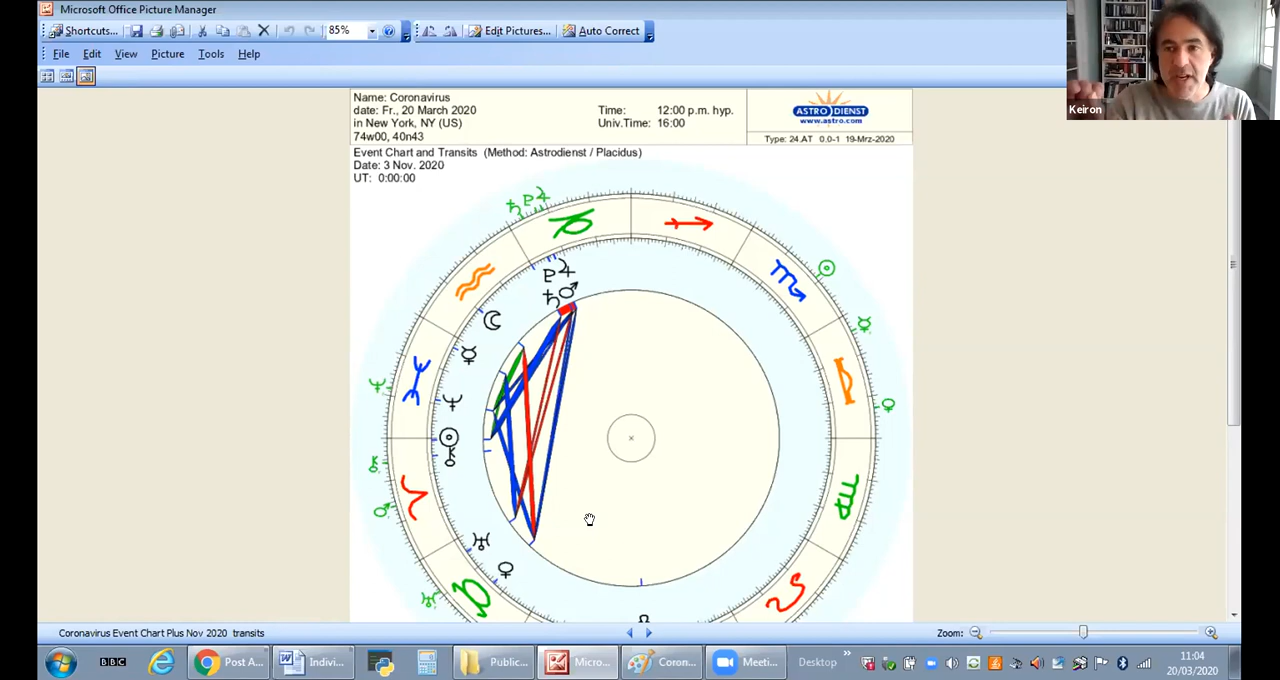 Microsoft Office Picture Manager
Shortcuts... 85% Edit Pictures... Auto Correct
File Edit View Picture Tools Help
Keiron
Name: Coronavirus
date: Fr., 20 March 2020
in New York, NY (US)
74w00, 40n43
Time: 12:00 p.m. hyp.
Univ.Time: 16:00
ASTRO DIENST
www.astro.com
Type: 24.AT 0.0-1 19-Mrz-2020
Event Chart and Transits (Method: Astrodienst / Placidus)
Date: 3 Nov. 2020
UT: 0:00:00
Coronavirus Event Chart Plus Nov 2020 transits
Zoom:
BBC Post A... Indivi... Public... Micro... Coron... Meeti... Desktop
11:04
20/03/2020